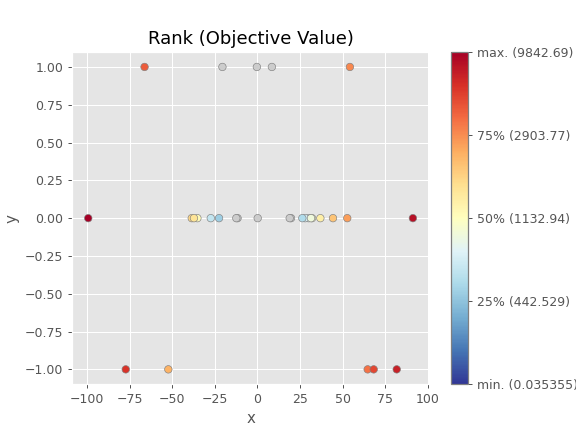 Rank (Objective Value)
max. (9842.69)
75% (2903.77)
50% (1132.94)
25% (442.529)
min. (0.035355)
1.00
0.75
0.50
0.25
0.00
−0.25
−0.50
−0.75
−1.00
y
−100 −75 −50 −25 0 25 50 75 100
x